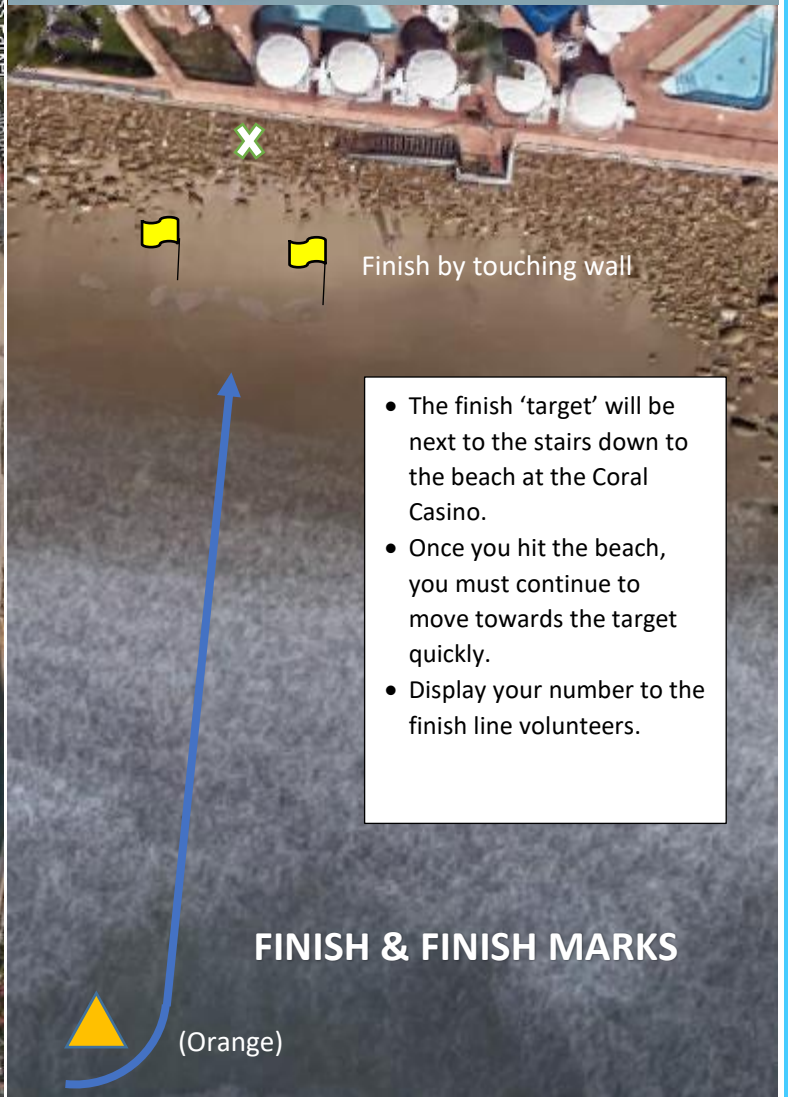 X
Finish by touching wall
• The finish ‘target’ will be
next to the stairs down to
the beach at the Coral
Casino.
• Once you hit the beach,
you must continue to
move towards the target
quickly.
• Display your number to the
finish line volunteers.
FINISH & FINISH MARKS
(Orange)